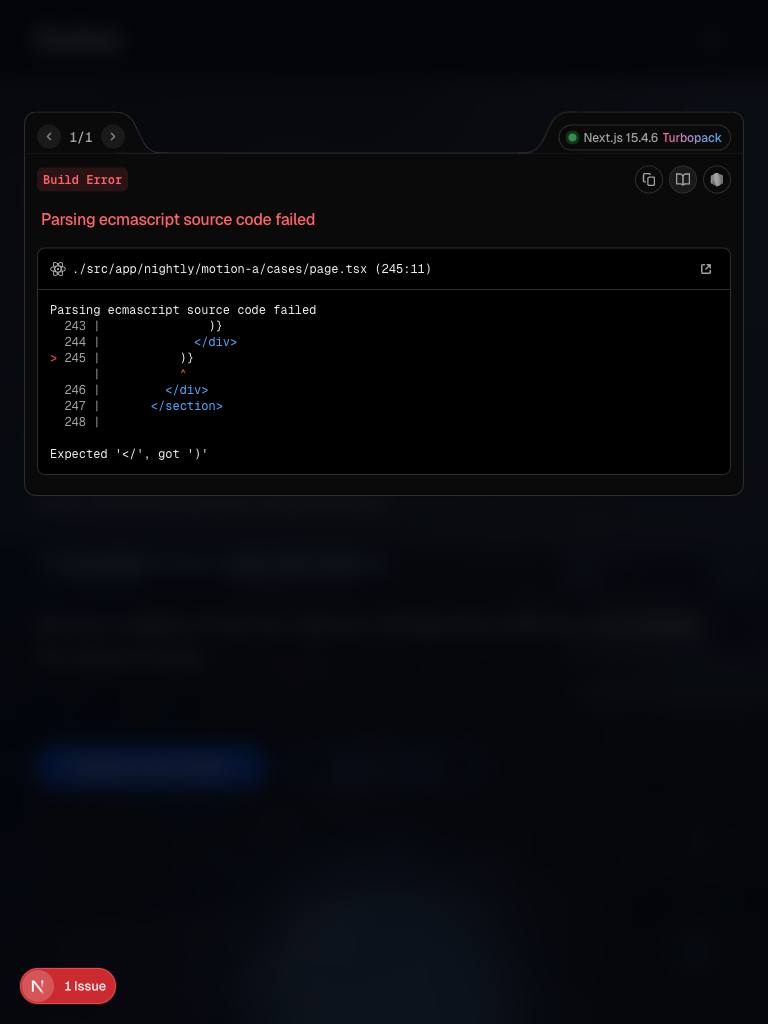 1/1
Next.js 15.4.6 Turbopack
Build Error
Parsing ecmascript source code failed
./src/app/nightly/motion-a/cases/page.tsx (245:11)
Parsing ecmascript source code failed
  243 |               )}
  244 |             </div>
> 245 |           )}
      |           ^
  246 |         </div>
  247 |       </section>
  248 |
Expected '</', got ')'
N 1 Issue